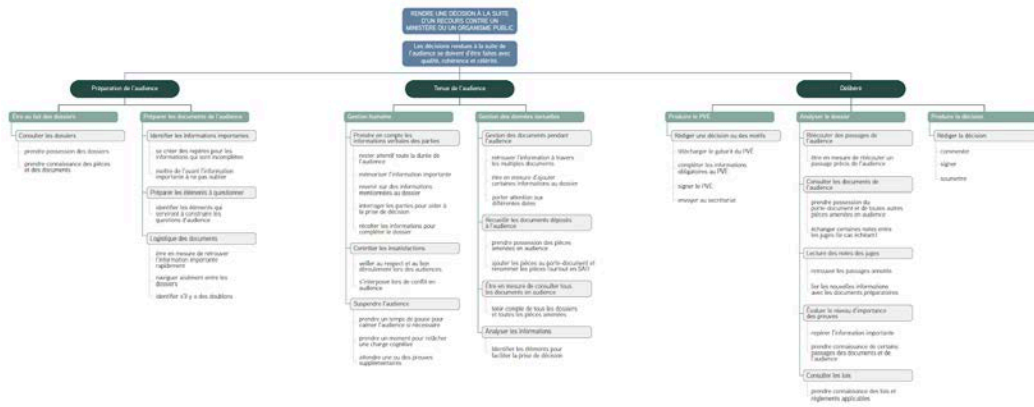 RENDRE UNE DÉCISION À LA SUITE
D'UN RECOURS CONTRE UN
MINISTÈRE OU UN ORGANISME PUBLIC
Les décisions rendues à la suite de
l'audience se doivent d'être faites avec
qualité, cohérence et célérité
Préparation de l'audience
Être au fait des dossiers
Consulter les dossiers
prendre possession des dossiers
prendre connaissance des pièces
et des documents
Préparer les documents de l'audience
Identifier les informations importantes
se créer des repères pour les
informations qui sont incomplètes
mettre de l'avant l'information
importante à ne pas oublier
Préparer les éléments à questionner
identifier les éléments qui
serviront à construire les
questions d'audience
Logistique des documents
être en mesure de retrouver
l'information importante
rapidement
naviguer aisément entre les
dossiers
identifier s'il y a des doublons
Tenue de l'audience
Gestion humaine
Prendre en compte les
informations verbales des parties
rester attentif toute la durée de
l'audience
mémoriser l'information importante
revenir sur des informations
mentionnées au dossier
interroger les parties pour aider à
la prise de décision
récolter les informations pour
compléter le dossier
Contrôler les insatisfactions
veiller au respect et au bon
déroulement lors des audiences
s'interposer lors de conflit en
audience
Suspendre l'audience
prendre un temps de pause pour
calmer l'audience si nécessaire
prendre un moment pour relâcher
une charge cognitive
attendre une ou des preuves
supplémentaires
Gestion des données textuelles
Gestion des documents pendant
l'audience
retrouver l'information à travers
les multiples documents
être en mesure d'ajouter
certaines informations au dossier
porter attention aux
différentes dates
Recueillir les documents déposés
à l'audience
prendre possession des pièces
amenées en audience
ajouter les pièces au porte-document et
renommer les pièces (surtout en SAI)
Être en mesure de consulter tous
les documents en audience
tenir compte de tous les dossiers
et toutes les pièces amenées
Analyser les informations
identifier les éléments pour
faciliter la prise de décision
Délibéré
Produire le PVE
Rédiger une décision ou des motifs
télécharger le gabarit du PVE
compléter les informations
obligatoires au PVE
signer le PVE
envoyer au secrétariat
Analyser le dossier
Réécouter des passages de
l'audience
être en mesure de réécouter un
passage précis de l'audience
Consulter les documents de
l'audience
prendre possession du
porte-document et de toutes autres
pièces amenées en audience
échanger certaines notes entre
les juges (le cas échéant)
Lecture des notes des juges
retrouver les passages annotés
lier les nouvelles informations
avec les documents préparatoires
Évaluer le niveau d'importance
des preuves
repérer l'information importante
prendre connaissance de certains
passages des documents et de
l'audience
Consulter les lois
prendre connaissance des lois et
règlements applicables
Produire la décision
Rédiger la décision
commenter
signer
soumettre